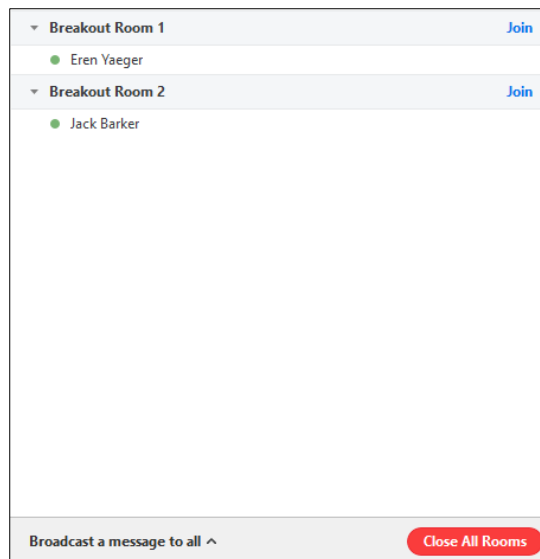 Breakout Room 1 Join
Eren Yaeger
Breakout Room 2 Join
Jack Barker
Broadcast a message to all Close All Rooms